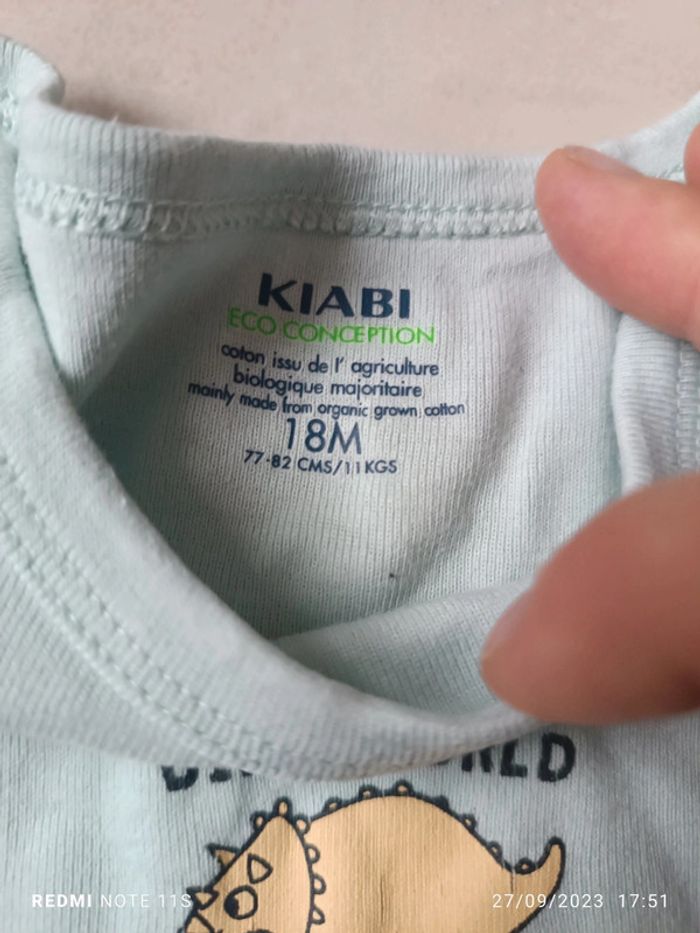 KIABI
ECO CONCEPTION
coton issu de l' agriculture
biologique majoritaire
mainly made from organic grown cotton
18M
77-82 CMS/11KGS
REDMI NOTE 11S
27/09/2023 17:51